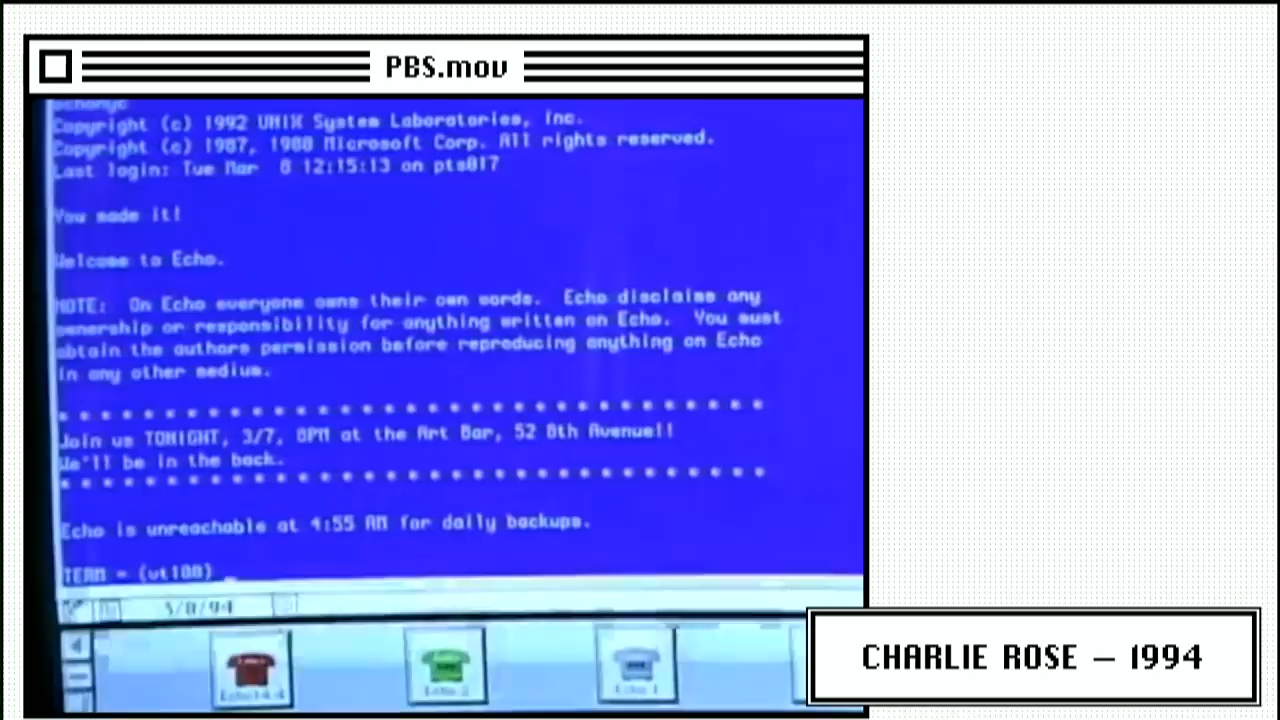 PBS.mov
Copyright (c) 1992 UNIX System Laboratories, Inc.
Copyright (c) 1987, 1988 Microsoft Corp. All rights reserved
Last login: Tue Mar 8 12:15:13 on
You made it!
Welcome to Echo.
NOTE: On Echo everyone owns their own words. Echo disclaims any
ownership or responsibility for anything written on Echo. You must
obtain the authors permission before reproducing anything on Echo
in any other medium.
* * * * * * * * * * * * * * * * * * * * * * * * * * * * * * * * *
Join us TONIGHT, 3/7, 8PM at the Art Bar, 52 8th Avenue!!
We'll be in the back
* * * * * * * * * * * * * * * * * * * * * * * * * * * * * * * * *
Echo is unreachable at 4:55 AM for daily backups.
TERM = (vt100)
3/8/94
CHARLIE ROSE – 1994